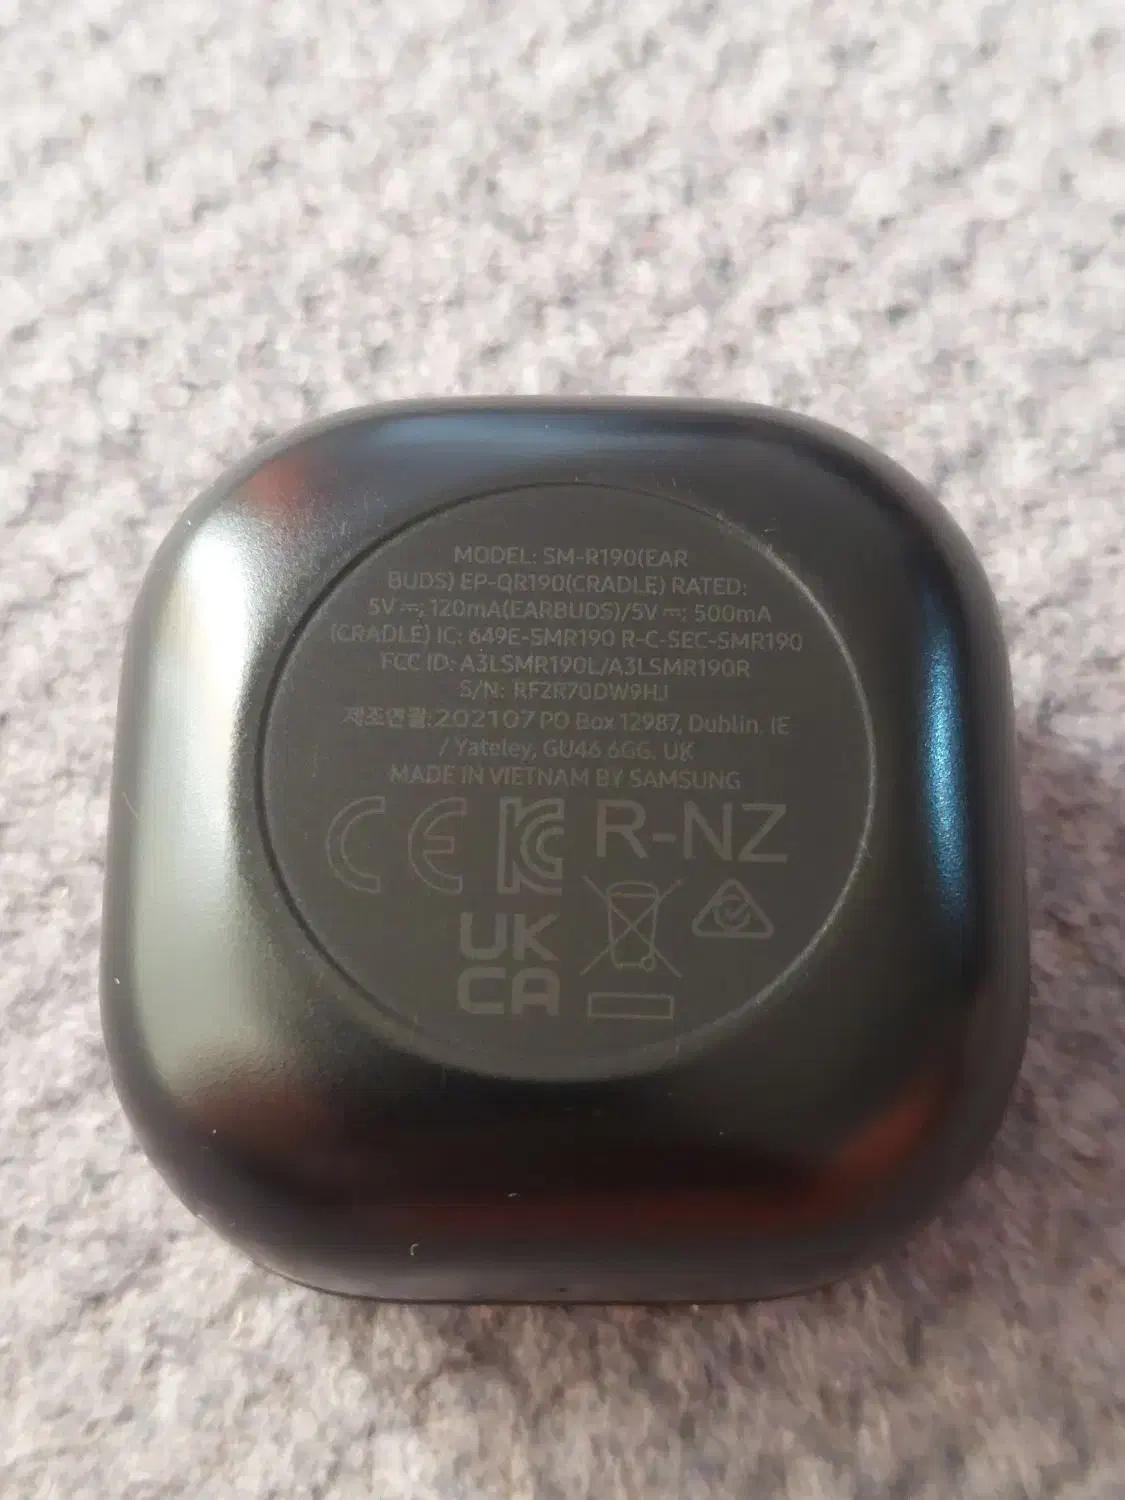 MODEL: SM-R190(EAR
BUDS) EP-QR190(CRADLE) RATED:
5V ⎓; 120mA(EARBUDS)/5V ⎓; 500mA
(CRADLE) IC: 649E-SMR190 R-C-SEC-SMR190
FCC ID: A3LSMR190L/A3LSMR190R
S/N: RF2R70DW9HJ
제조연월:202107 PO Box 12987, Dublin. IE
/ Yateley, GU46 6GG. UK
MADE IN VIETNAM BY SAMSUNG
CE KC R-NZ
UK
CA